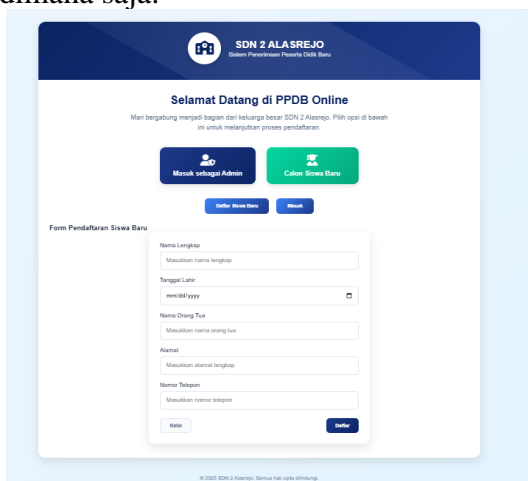 dimana saja.
SDN 2 ALASREJO
Sistem Penerimaan Peserta Didik Baru
Selamat Datang di PPDB Online
Mari bergabung menjadi bagian dari keluarga besar SDN 2 Alasrejo. Pilih opsi di bawah
ini untuk melanjutkan proses pendaftaran.
Masuk sebagai Admin
Calon Siswa Baru
Daftar Siswa Baru
Masuk
Form Pendaftaran Siswa Baru
Nama Lengkap
Masukkan nama lengkap
Tanggal Lahir
mm/dd/yyyy
Nama Orang Tua
Masukkan nama orang tua
Alamat
Masukkan alamat lengkap
Nomor Telepon
Masukkan nomor telepon
Batal
Daftar
© 2025 SDN 2 Alasrejo. Semua hak cipta dilindungi.